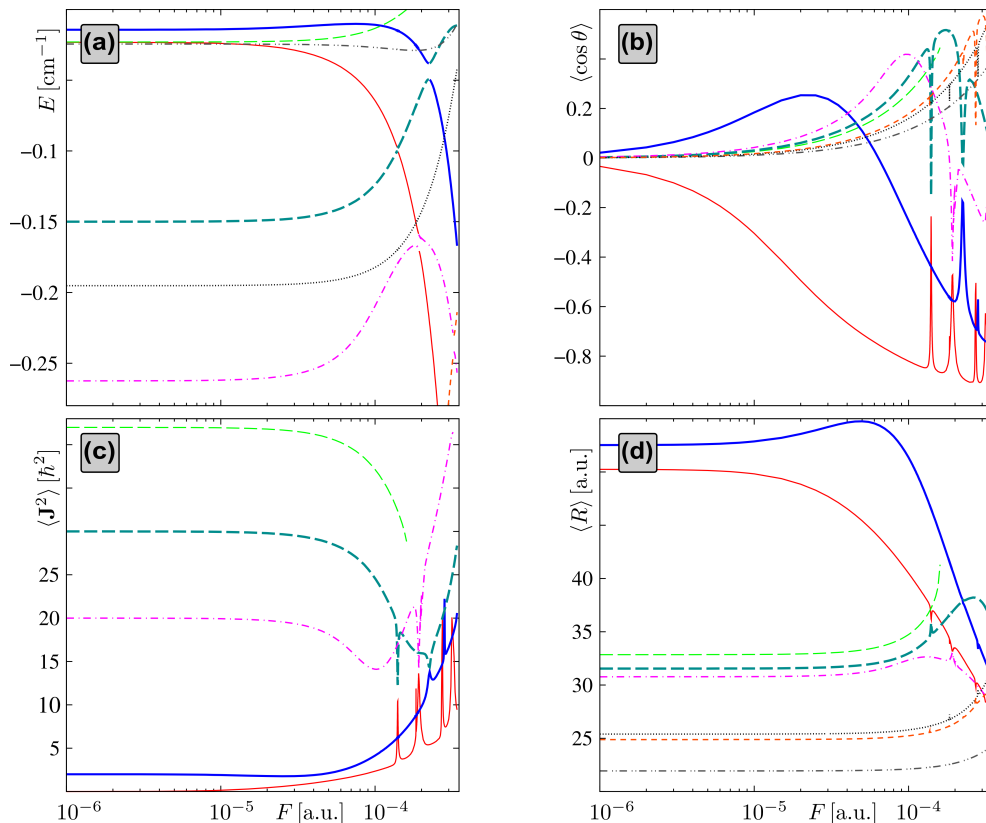 (a)
E [cm⁻¹]
−0.1
−0.15
−0.2
−0.25
(b)
⟨cos θ⟩
0.2
0
−0.2
−0.4
−0.6
−0.8
(c)
⟨J²⟩ [ħ²]
35
30
25
20
15
10
5
10⁻⁶ 10⁻⁵ F [a.u.] 10⁻⁴
(d)
⟨R⟩ [a.u.]
40
35
30
25
10⁻⁶ 10⁻⁵ F [a.u.] 10⁻⁴